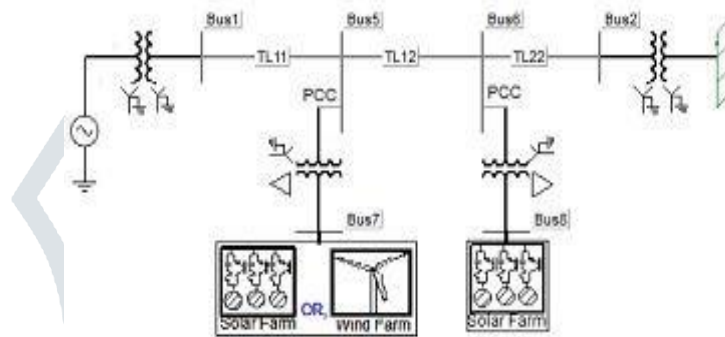 Bus1
Bus5
Bus6
Bus2
TL11
TL12
TL22
PCC
PCC
Bus7
Bus8
Solar Farm OR, Wind Farm
Solar Farm